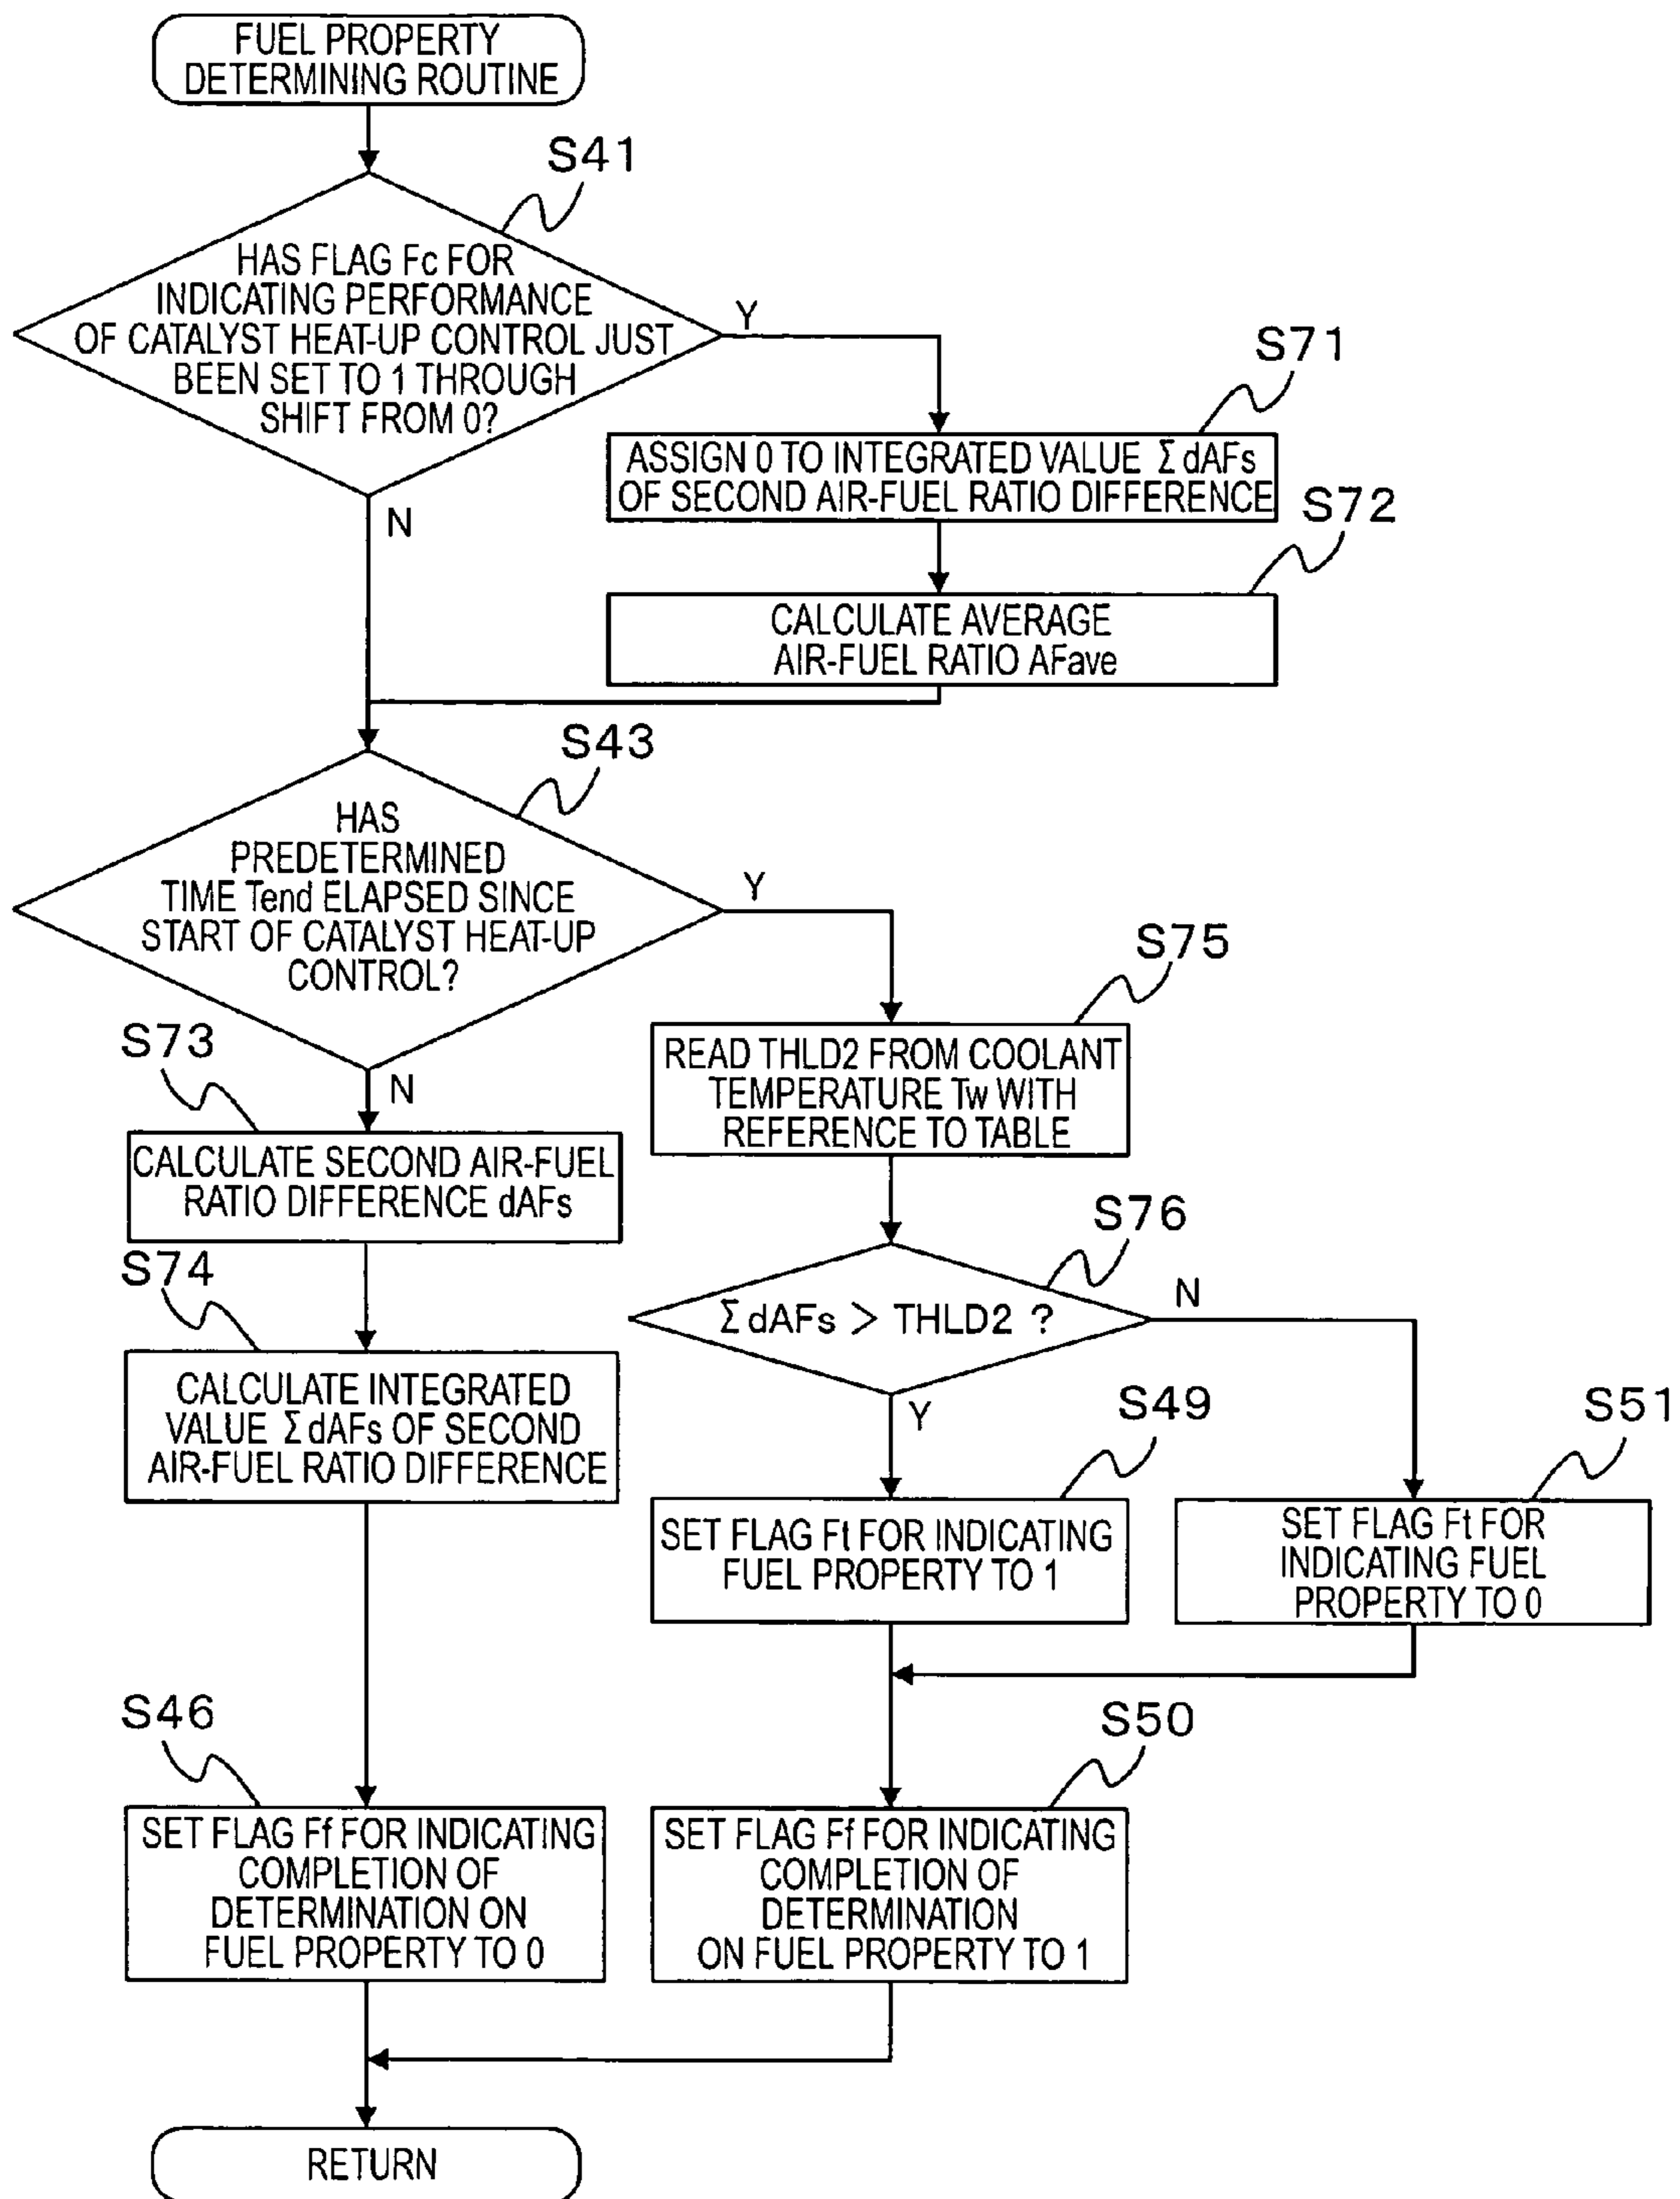 FUEL PROPERTY
DETERMINING ROUTINE
S41
HAS FLAG Fc FOR
INDICATING PERFORMANCE
OF CATALYST HEAT-UP CONTROL JUST
BEEN SET TO 1 THROUGH
SHIFT FROM 0?
Y
N
S71
ASSIGN 0 TO INTEGRATED VALUE Σ dAFs
OF SECOND AIR-FUEL RATIO DIFFERENCE
S72
CALCULATE AVERAGE
AIR-FUEL RATIO AFave
S43
HAS
PREDETERMINED
TIME Tend ELAPSED SINCE
START OF CATALYST HEAT-UP
CONTROL?
Y
N
S73
CALCULATE SECOND AIR-FUEL
RATIO DIFFERENCE dAFs
S74
CALCULATE INTEGRATED
VALUE Σ dAFs OF SECOND
AIR-FUEL RATIO DIFFERENCE
S75
READ THLD2 FROM COOLANT
TEMPERATURE Tw WITH
REFERENCE TO TABLE
S76
Σ dAFs > THLD2 ?
N
Y
S49
SET FLAG Ft FOR INDICATING
FUEL PROPERTY TO 1
S51
SET FLAG Ft FOR
INDICATING FUEL
PROPERTY TO 0
S46
SET FLAG Ff FOR INDICATING
COMPLETION OF
DETERMINATION ON
FUEL PROPERTY TO 0
S50
SET FLAG Ff FOR INDICATING
COMPLETION OF
DETERMINATION
ON FUEL PROPERTY TO 1
RETURN